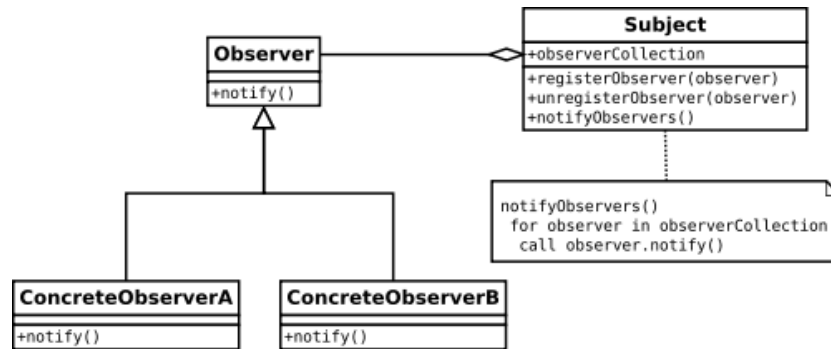 Observer
+notify()
Subject
+observerCollection
+registerObserver(observer)
+unregisterObserver(observer)
+notifyObservers()
notifyObservers()
for observer in observerCollection
call observer.notify()
ConcreteObserverA
+notify()
ConcreteObserverB
+notify()